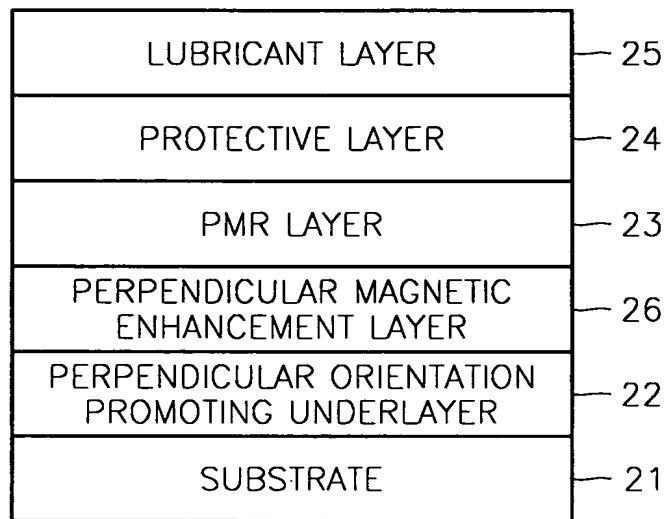 LUBRICANT LAYER 25
PROTECTIVE LAYER 24
PMR LAYER 23
PERPENDICULAR MAGNETIC
ENHANCEMENT LAYER 26
PERPENDICULAR ORIENTATION
PROMOTING UNDERLAYER 22
SUBSTRATE 21